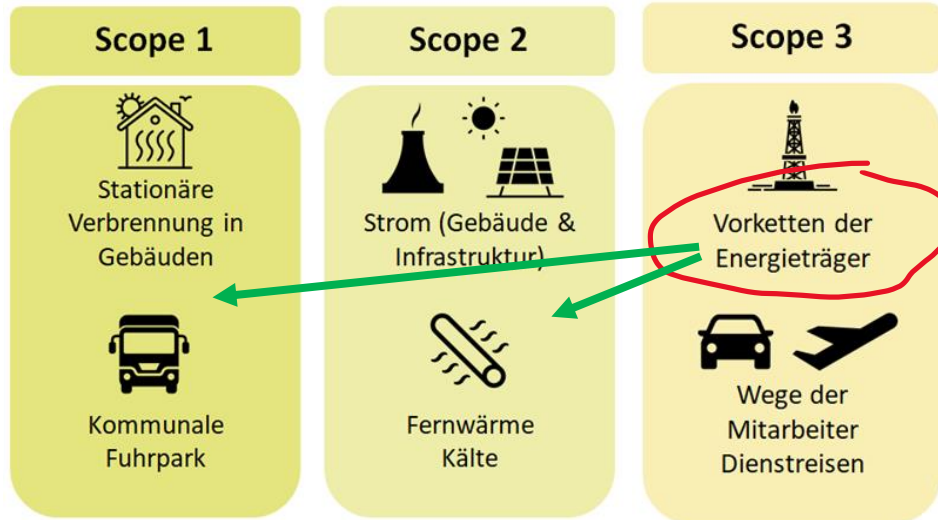 Scope 1
Stationäre
Verbrennung in
Gebäuden
Kommunale
Fuhrpark
Scope 2
Strom (Gebäude &
Infrastruktur)
Fernwärme
Kälte
Scope 3
Vorketten der
Energieträger
Wege der
Mitarbeiter
Dienstreisen